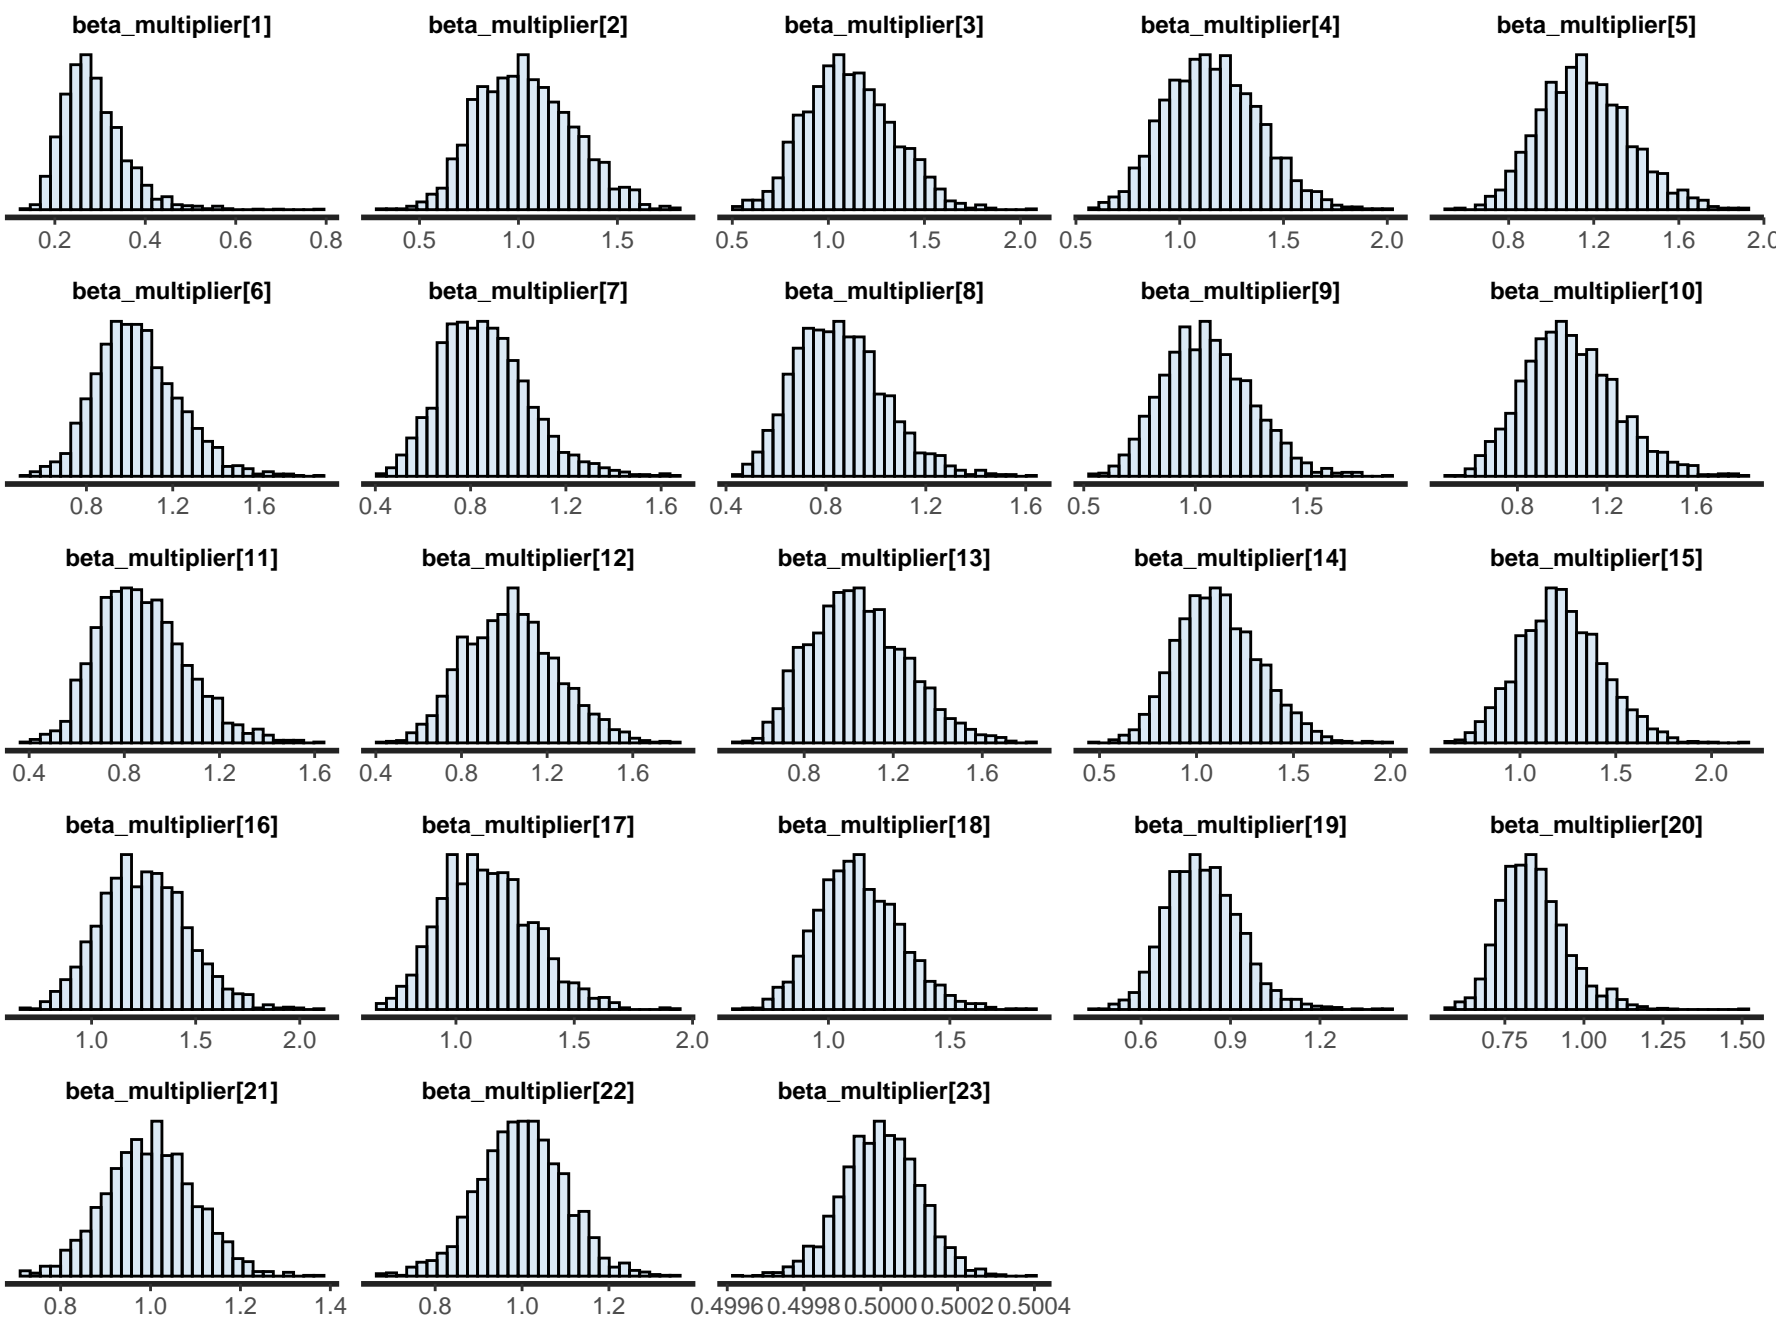 beta_multiplier[1] beta_multiplier[2] beta_multiplier[3] beta_multiplier[4] beta_multiplier[5]
0.2 0.4 0.6 0.8 0.5 1.0 1.5 0.5 1.0 1.5 2.0 0.5 1.0 1.5 2.0 0.8 1.2 1.6 2.0
beta_multiplier[6] beta_multiplier[7] beta_multiplier[8] beta_multiplier[9] beta_multiplier[10]
0.8 1.2 1.6 0.4 0.8 1.2 1.6 0.4 0.8 1.2 1.6 0.5 1.0 1.5 0.8 1.2 1.6
beta_multiplier[11] beta_multiplier[12] beta_multiplier[13] beta_multiplier[14] beta_multiplier[15]
0.4 0.8 1.2 1.6 0.4 0.8 1.2 1.6 0.8 1.2 1.6 0.5 1.0 1.5 2.0 1.0 1.5 2.0
beta_multiplier[16] beta_multiplier[17] beta_multiplier[18] beta_multiplier[19] beta_multiplier[20]
1.0 1.5 2.0 1.0 1.5 2.0 1.0 1.5 0.6 0.9 1.2 0.75 1.00 1.25 1.50
beta_multiplier[21] beta_multiplier[22] beta_multiplier[23]
0.8 1.0 1.2 1.4 0.8 1.0 1.2 0.4996 0.4998 0.5000 0.5002 0.5004